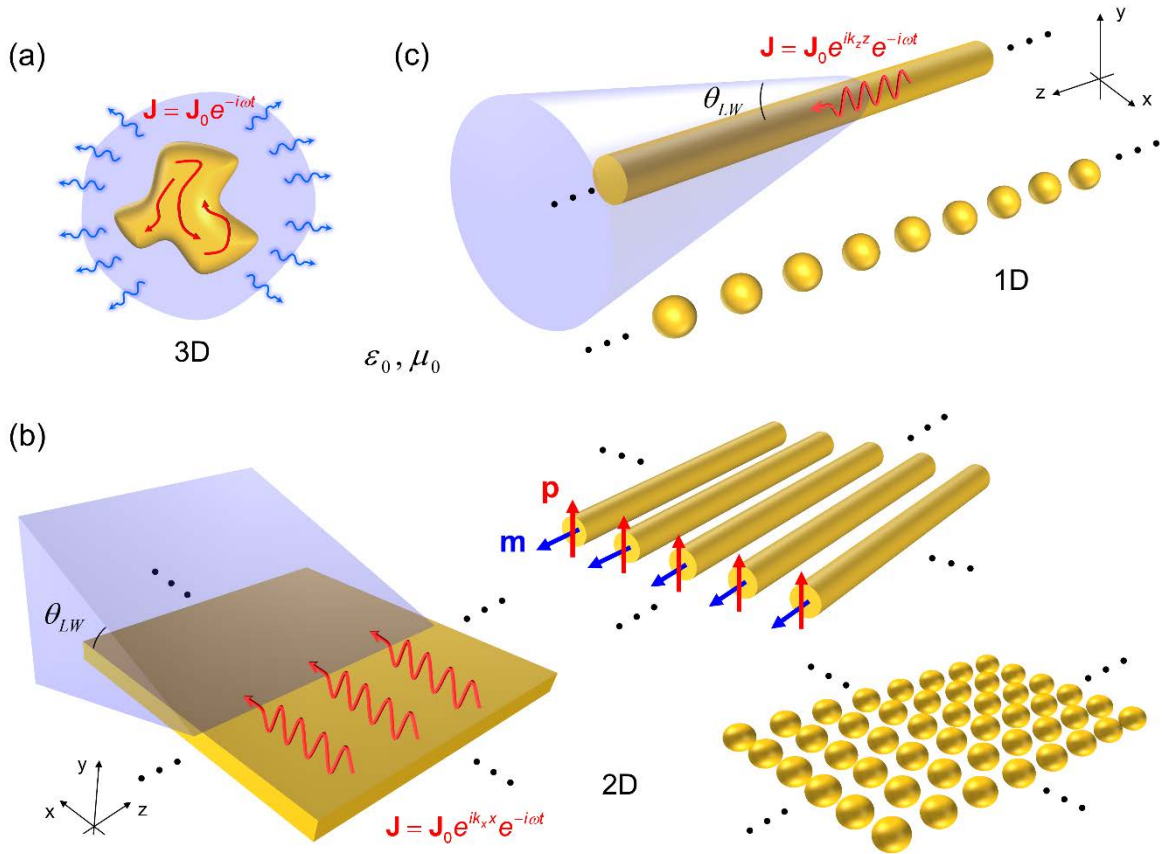 (a)
J = J₀e^{−iωt}
3D
(c)
J = J₀e^{ik_z z}e^{−iωt}
θ_{LW}
y
z
x
1D
ε₀, μ₀
(b)
θ_{LW}
y
x
z
J = J₀e^{ik_x x}e^{−iωt}
p
m
2D